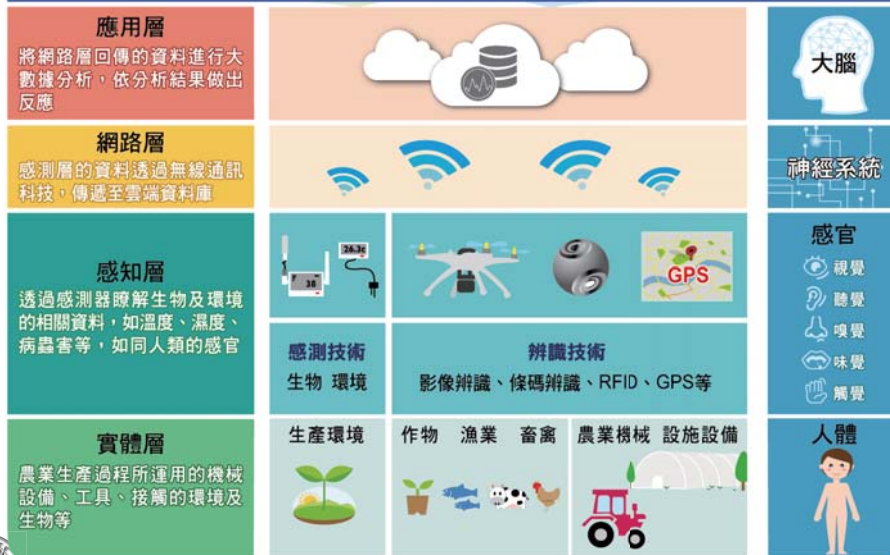 應用層
將網路層回傳的資料進行大
數據分析，依分析結果做出
反應
大腦
網路層
感測層的資料透過無線通訊
科技，傳遞至雲端資料庫
神經系統
感知層
透過感測器瞭解生物及環境
的相關資料，如溫度、濕度、
病蟲害等，如同人類的感官
26.3c
38
GPS
感測技術
生物 環境
辨識技術
影像辨識、條碼辨識、RFID、GPS等
感官
視覺
聽覺
嗅覺
味覺
觸覺
實體層
農業生產過程所運用的機械
設備、工具、接觸的環境及
生物等
生產環境
作物 漁業 畜禽
農業機械 設施設備
人體